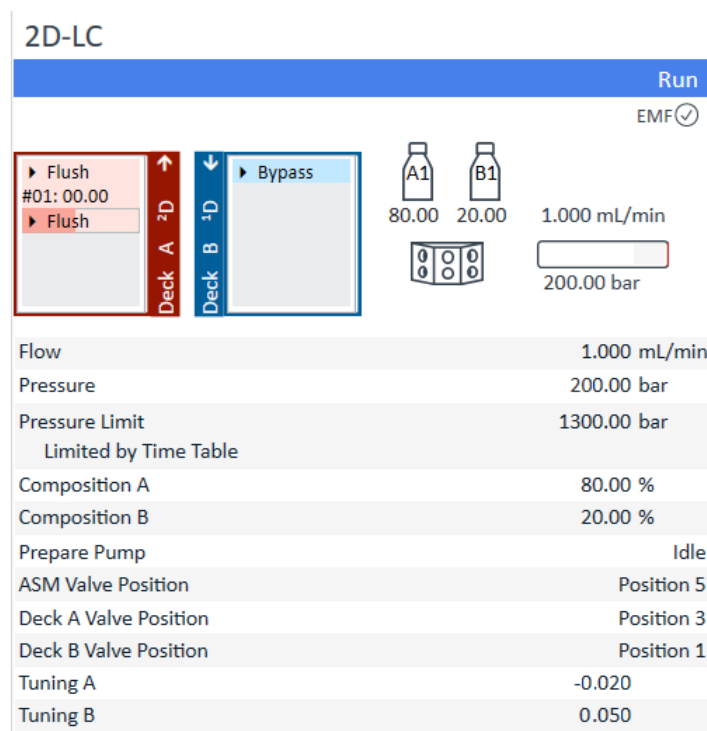 2D-LC
Run
EMF
Flush
#01: 00.00
Flush
Deck A ²D
Deck B ¹D
Bypass
A1
B1
80.00 20.00 1.000 mL/min
200.00 bar
Flow 1.000 mL/min
Pressure 200.00 bar
Pressure Limit 1300.00 bar
Limited by Time Table
Composition A 80.00 %
Composition B 20.00 %
Prepare Pump Idle
ASM Valve Position Position 5
Deck A Valve Position Position 3
Deck B Valve Position Position 1
Tuning A -0.020
Tuning B 0.050